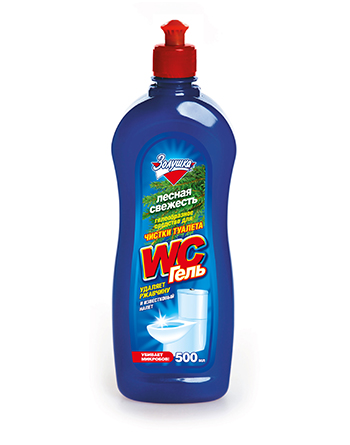 Золушка
лесная
свежесть
гелеобразное
средство для
ЧИСТКИ ТУАЛЕТА
WC
Гель
УДАЛЯЕТ
РЖАВЧИНУ
И ИЗВЕСТКОВЫЙ
НАЛЕТ
УБИВАЕТ
МИКРОБОВ!
500 мл